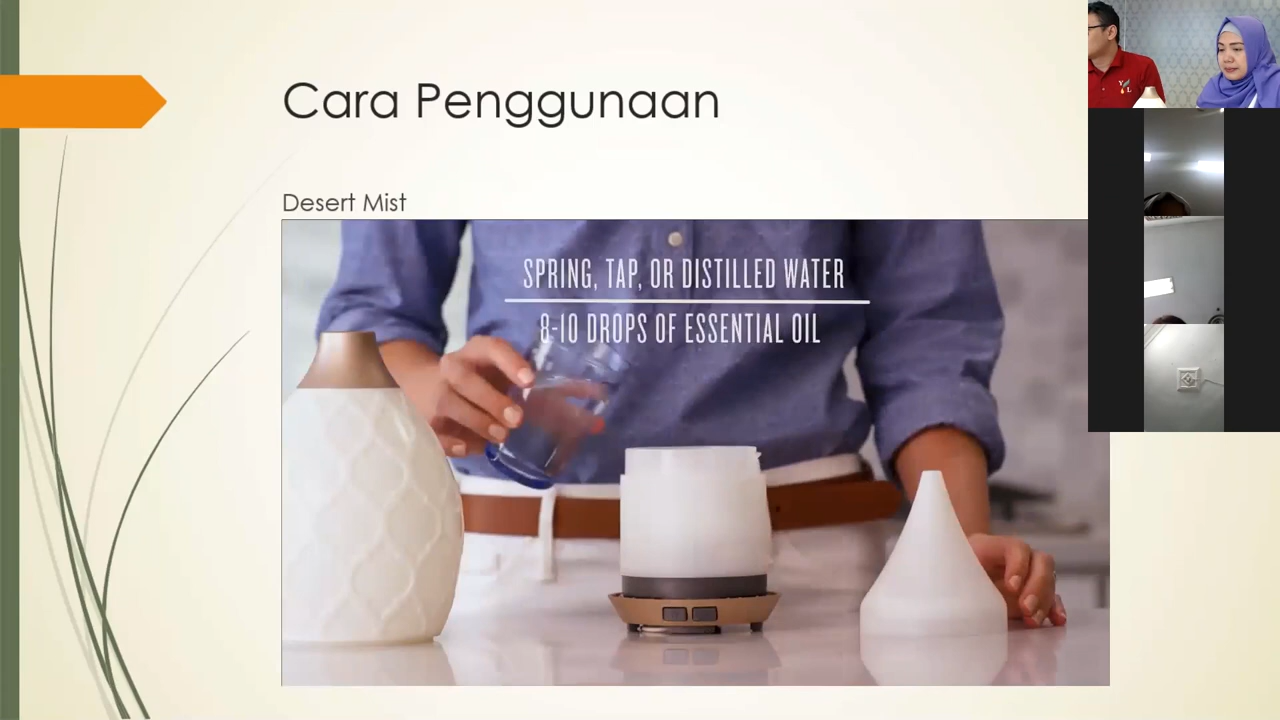 Cara Penggunaan
Desert Mist
SPRING, TAP, OR DISTILLED WATER
8-10 DROPS OF ESSENTIAL OIL
Y L